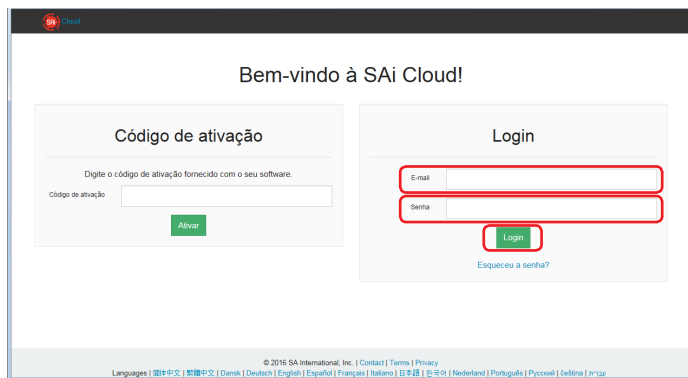 SAi Cloud
Bem-vindo à SAi Cloud!
Código de ativação
Digite o código de ativação fornecido com o seu software.
Código de ativação
Ativar
Login
E-mail
Senha
Login
Esqueceu a senha?
© 2016 SA International, Inc. | Contact | Terms | Privacy
Languages | 简体中文 | 繁體中文 | Dansk | Deutsch | English | Español | Français | Italiano | 日本語 | 한국어 | Nederland | Português | Русский | čeština | עברית